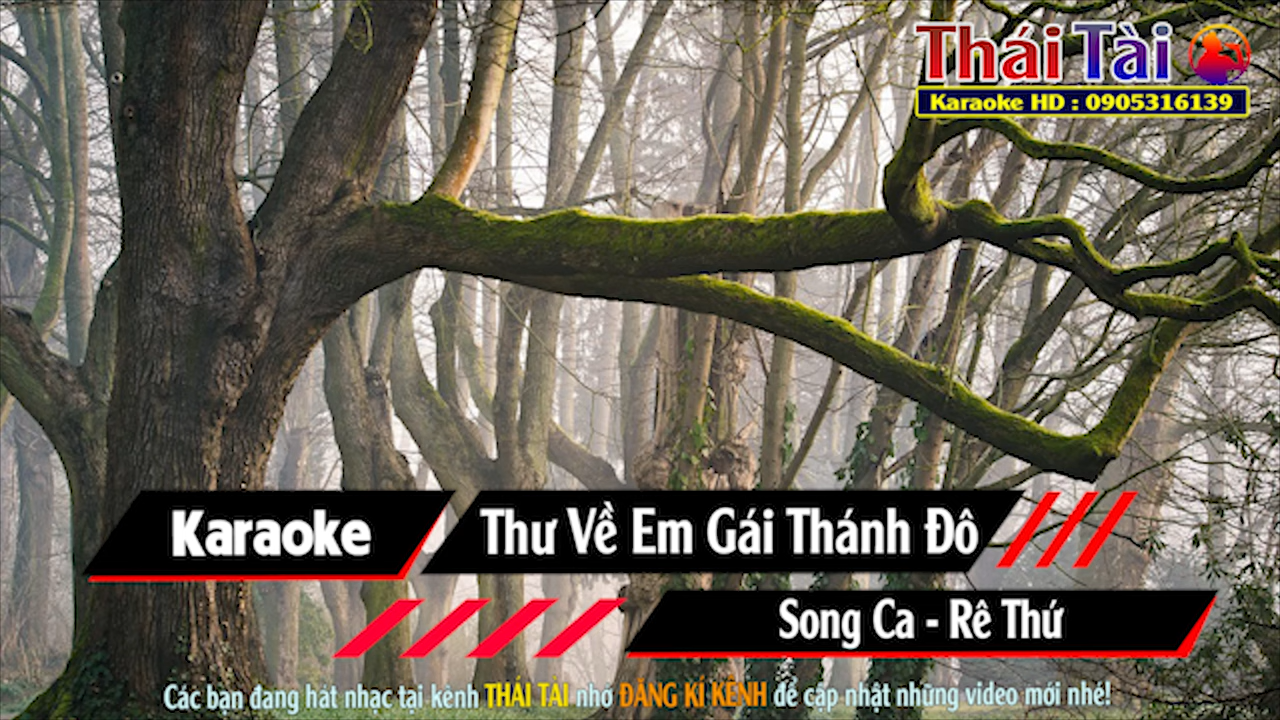 Thái Tài
Karaoke HD : 0905316139
Karaoke
Thư Về Em Gái Thánh Đô
Song Ca - Rê Thứ
Các bạn đang hát nhạc tại kênh THÁI TÀI nhớ ĐĂNG KÍ KÊNH để cập nhật những video mới nhé!